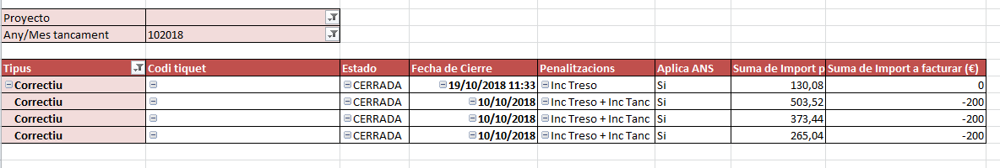 Proyecto
Any/Mes tancament 102018
Tipus Codi tiquet Estado Fecha de Cierre Penalitzacions Aplica ANS Suma de Import p Suma de Import a facturar (€)
Correctiu CERRADA 19/10/2018 11:33 Inc Treso Si 130,08 0
Correctiu CERRADA 10/10/2018 Inc Treso + Inc Tanc Si 503,52 -200
Correctiu CERRADA 10/10/2018 Inc Treso + Inc Tanc Si 373,44 -200
Correctiu CERRADA 10/10/2018 Inc Treso + Inc Tanc Si 265,04 -200